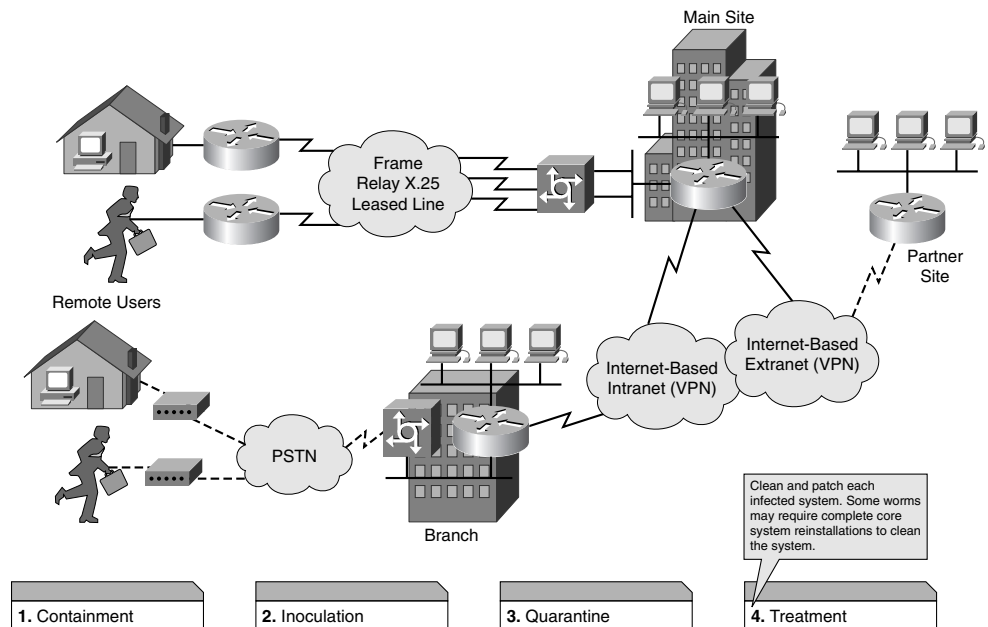 Main Site
Frame
Relay X.25
Leased Line
Partner
Site
Remote Users
Internet-Based
Intranet (VPN)
Internet-Based
Extranet (VPN)
PSTN
Branch
Clean and patch each
infected system. Some worms
may require complete core
system reinstallations to clean
the system.
1. Containment
2. Inoculation
3. Quarantine
4. Treatment